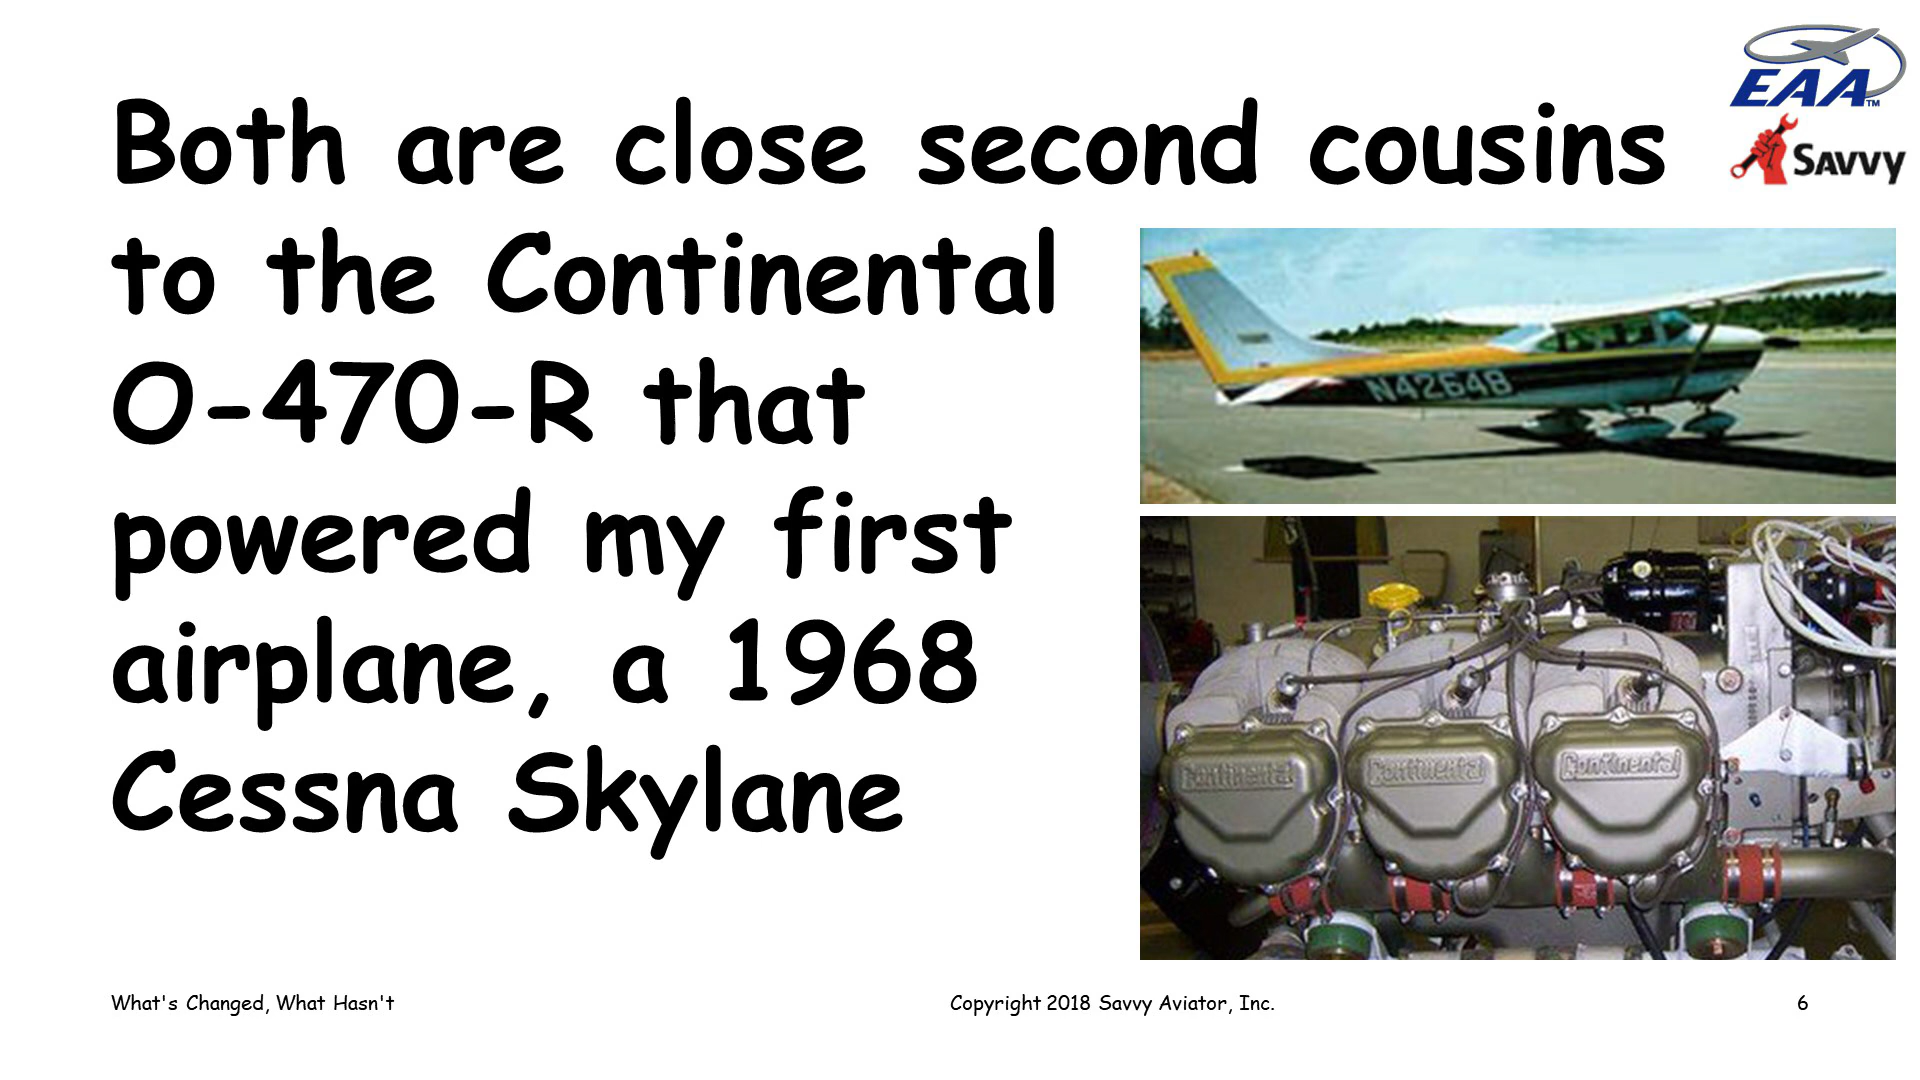 EAA™
SAVVY
Both are close second cousins
to the Continental
O-470-R that
powered my first
airplane, a 1968
Cessna Skylane
N42648
Continental
Continental
Continental
What's Changed, What Hasn't
Copyright 2018 Savvy Aviator, Inc.
6